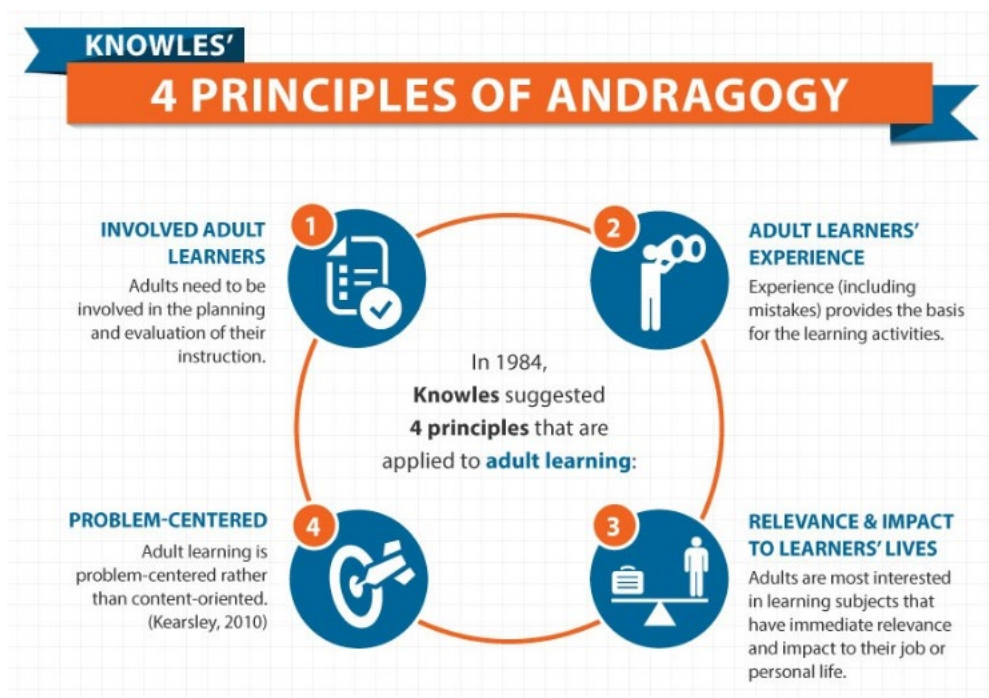 KNOWLES'
4 PRINCIPLES OF ANDRAGOGY
1
INVOLVED ADULT
LEARNERS
Adults need to be
involved in the planning
and evaluation of their
instruction.
2
ADULT LEARNERS'
EXPERIENCE
Experience (including
mistakes) provides the basis
for the learning activities.
In 1984,
Knowles suggested
4 principles that are
applied to adult learning:
3
RELEVANCE & IMPACT
TO LEARNERS' LIVES
Adults are most interested
in learning subjects that
have immediate relevance
and impact to their job or
personal life.
4
PROBLEM-CENTERED
Adult learning is
problem-centered rather
than content-oriented.
(Kearsley, 2010)